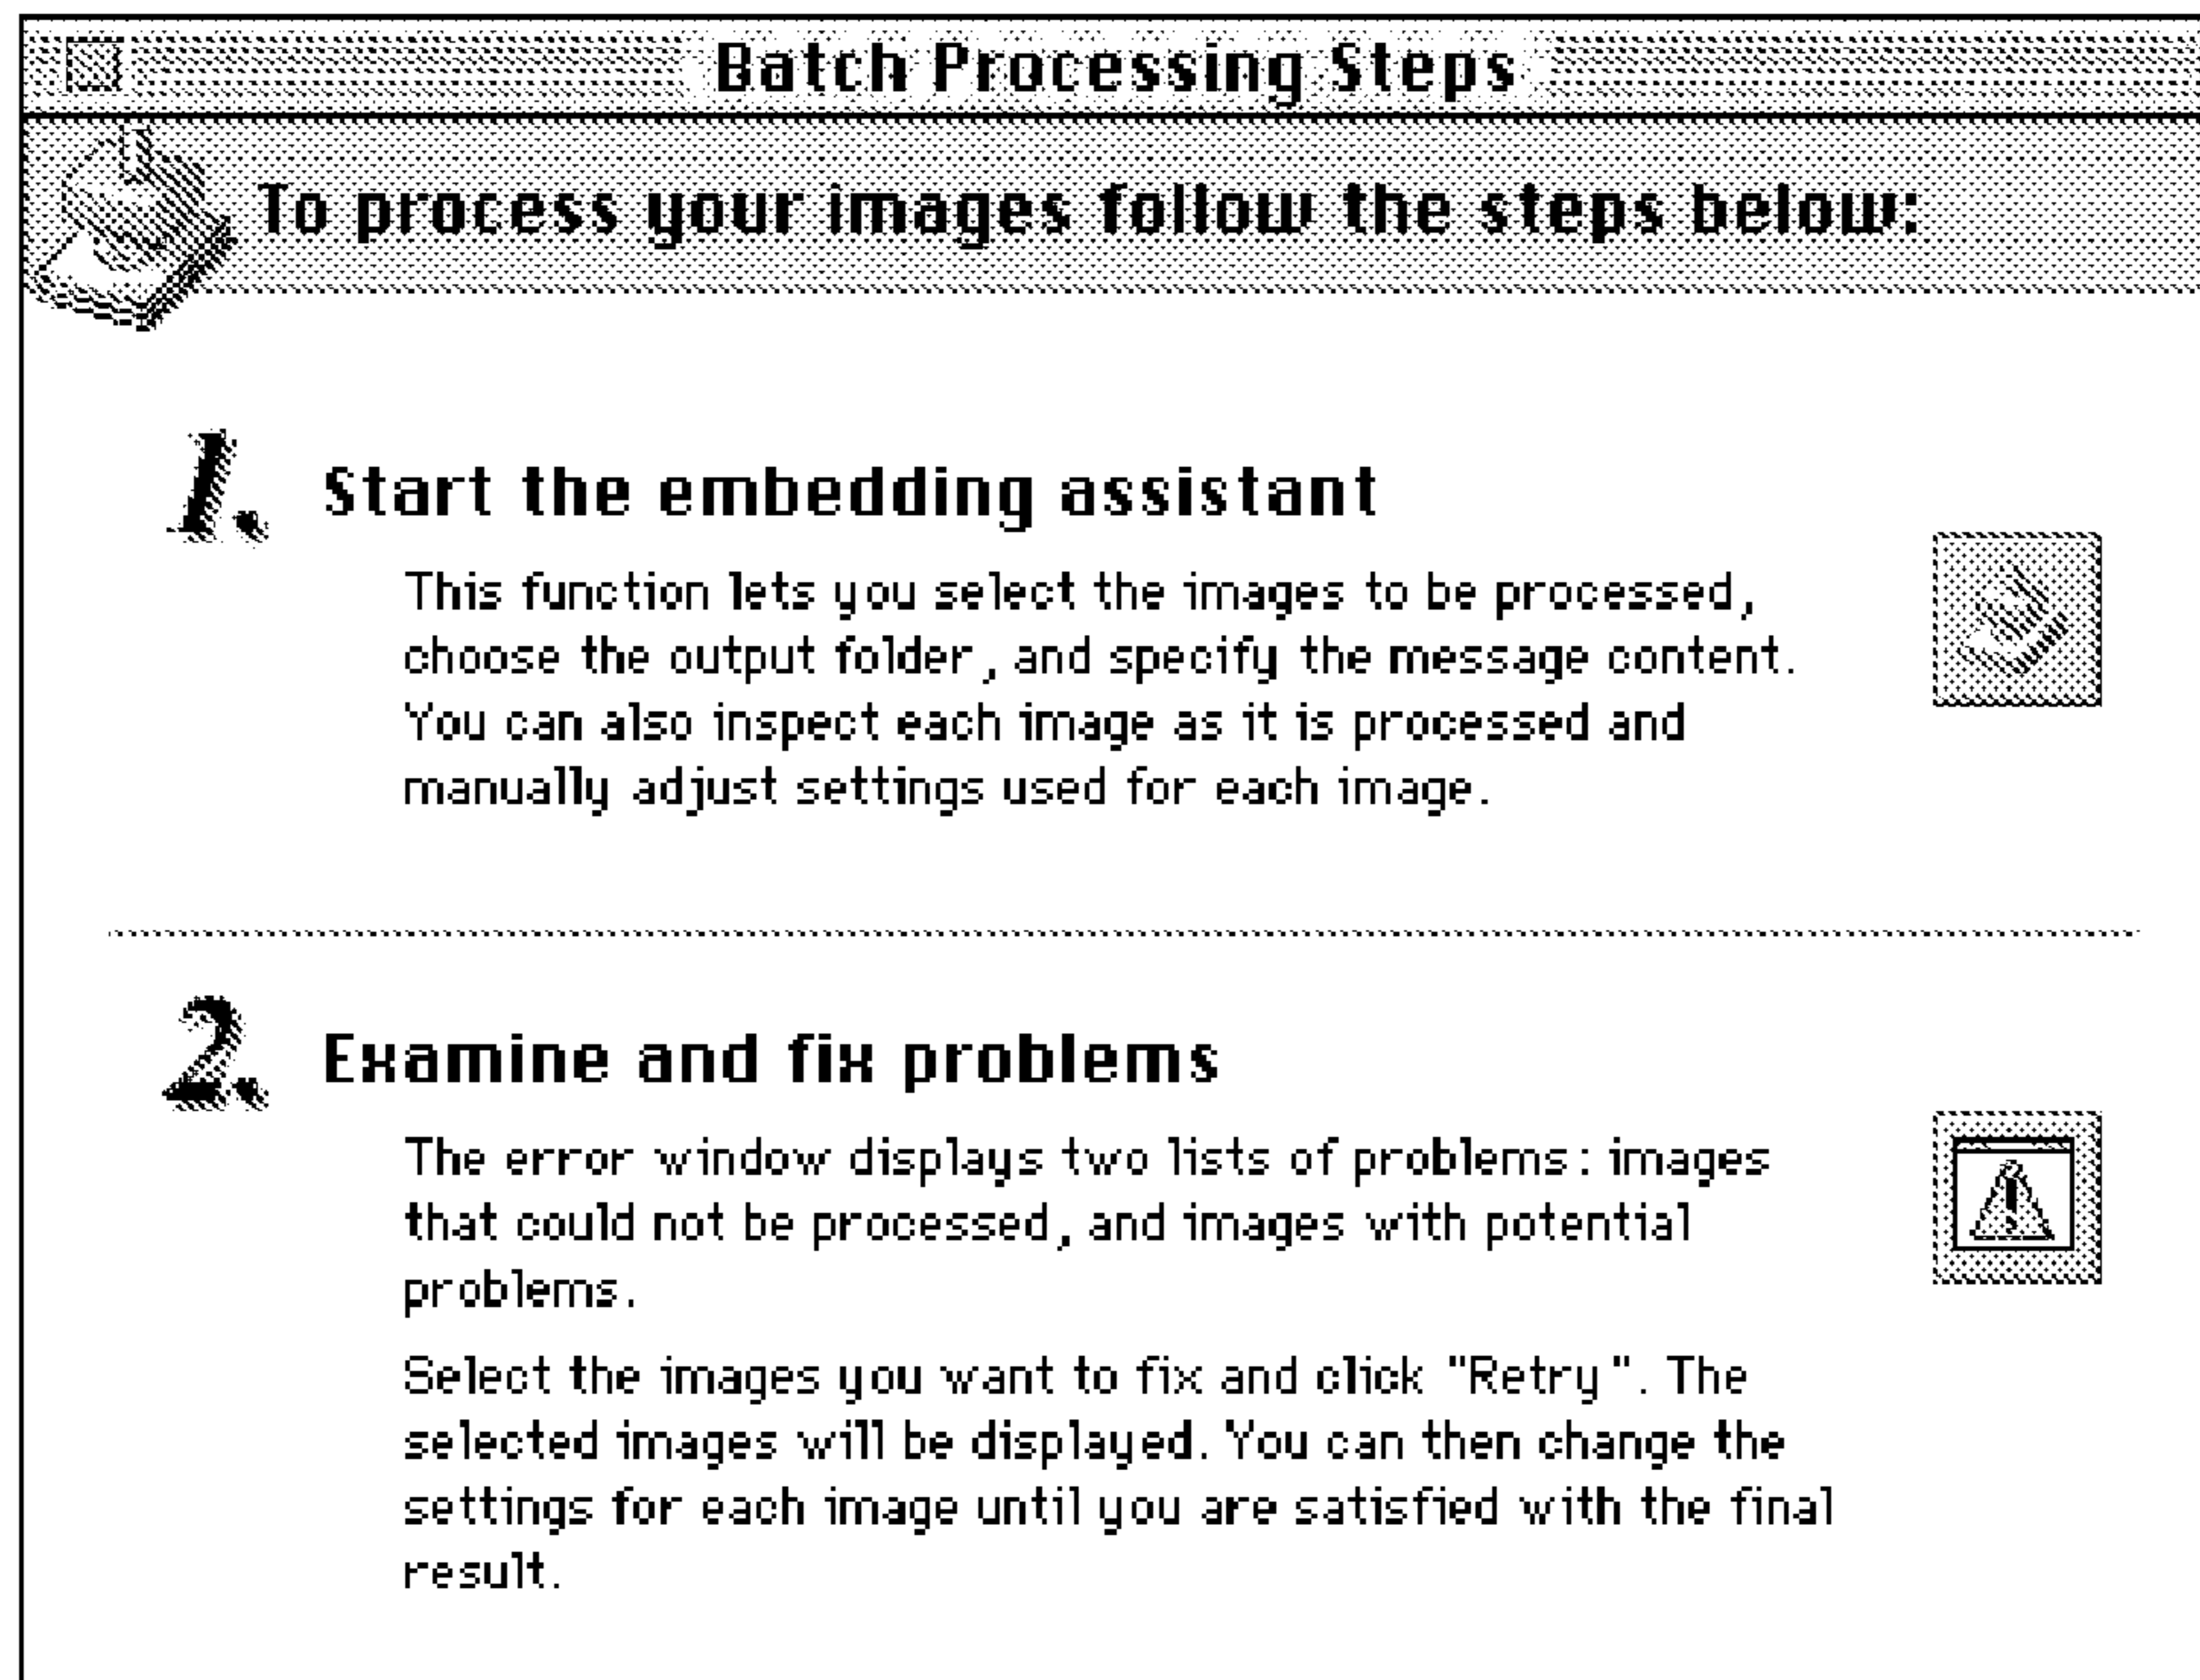 Batch Processing Steps
To process your images follow the steps below:
1.
Start the embedding assistant
This function lets you select the images to be processed,
choose the output folder, and specify the message content.
You can also inspect each image as it is processed and
manually adjust settings used for each image.
2.
Examine and fix problems
The error window displays two lists of problems: images
that could not be processed, and images with potential
problems.
Select the images you want to fix and click "Retry". The
selected images will be displayed. You can then change the
settings for each image until you are satisfied with the final
result.